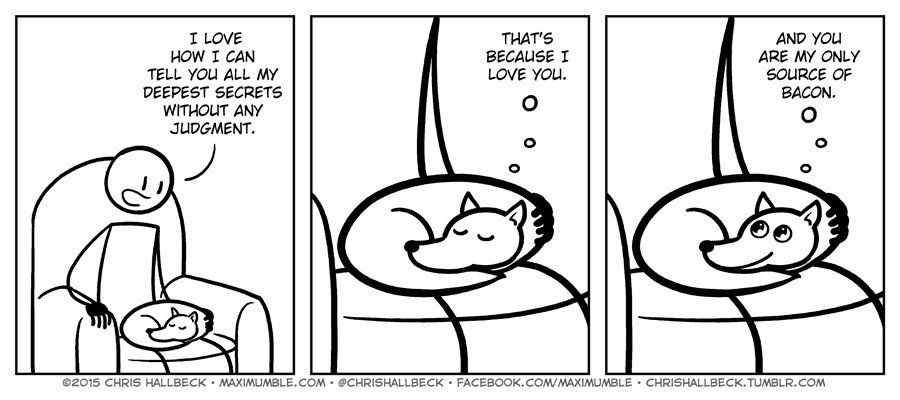 I LOVE
HOW I CAN
TELL YOU ALL MY
DEEPEST SECRETS
WITHOUT ANY
JUDGMENT.
THAT'S
BECAUSE I
LOVE YOU.
AND YOU
ARE MY ONLY
SOURCE OF
BACON.
©2015 CHRIS HALLBECK • MAXIMUMBLE.COM • @CHRISHALLBECK • FACEBOOK.COM/MAXIMUMBLE • CHRISHALLBECK.TUMBLR.COM